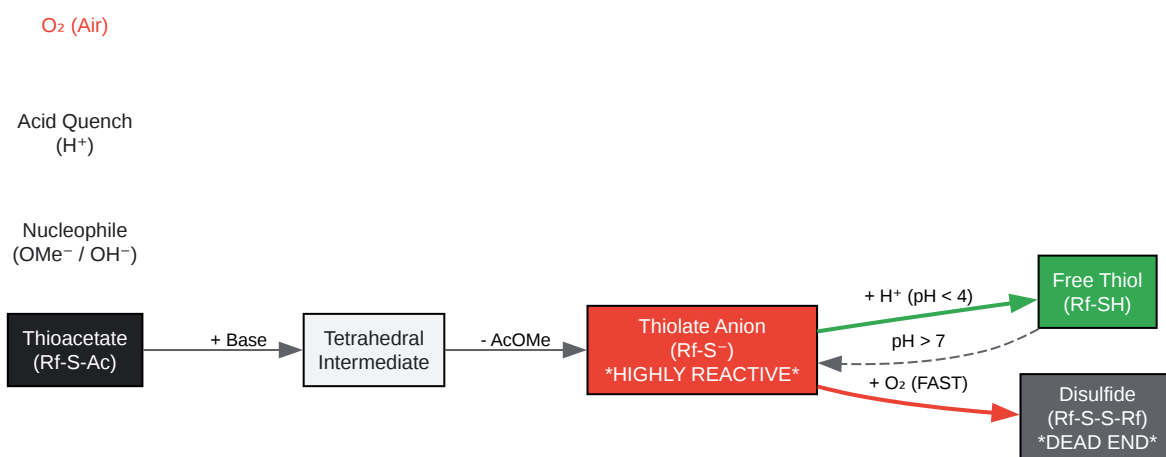 O₂ (Air)
Acid Quench
(H⁺)
Nucleophile
(OMe⁻ / OH⁻)
Thioacetate
(Rf-S-Ac)
+ Base
Tetrahedral
Intermediate
- AcOMe
Thiolate Anion
(Rf-S⁻)
*HIGHLY REACTIVE*
+ H⁺ (pH < 4)
pH > 7
+ O₂ (FAST)
Free Thiol
(Rf-SH)
Disulfide
(Rf-S-S-Rf)
*DEAD END*